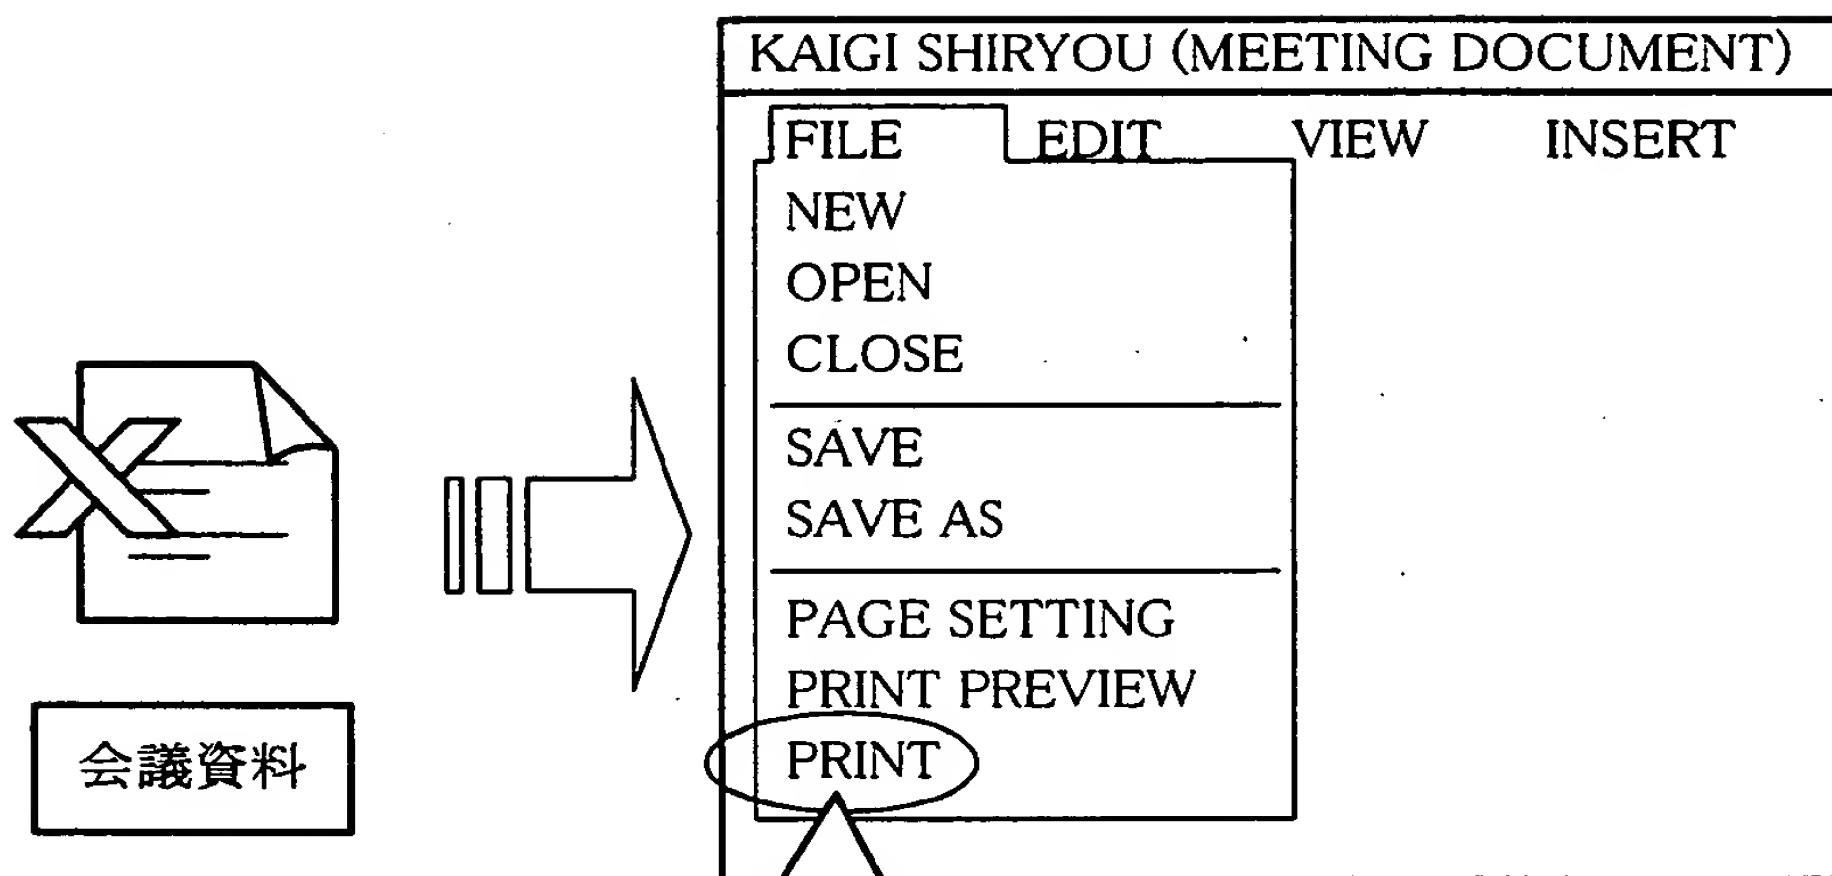 KAIGI SHIRYOU (MEETING DOCUMENT)
FILE EDIT VIEW INSERT
NEW
OPEN
CLOSE
SAVE
SAVE AS
PAGE SETTING
PRINT PREVIEW
PRINT
会議資料